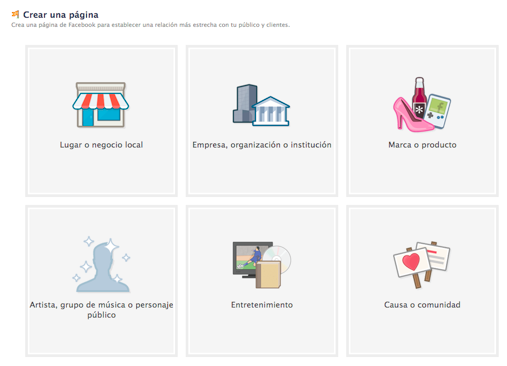 Crear una página
Crea una página de Facebook para establecer una relación más estrecha con tu público y clientes.
Lugar o negocio local
Empresa, organización o institución
Marca o producto
Artista, grupo de música o personaje
público
Entretenimiento
Causa o comunidad